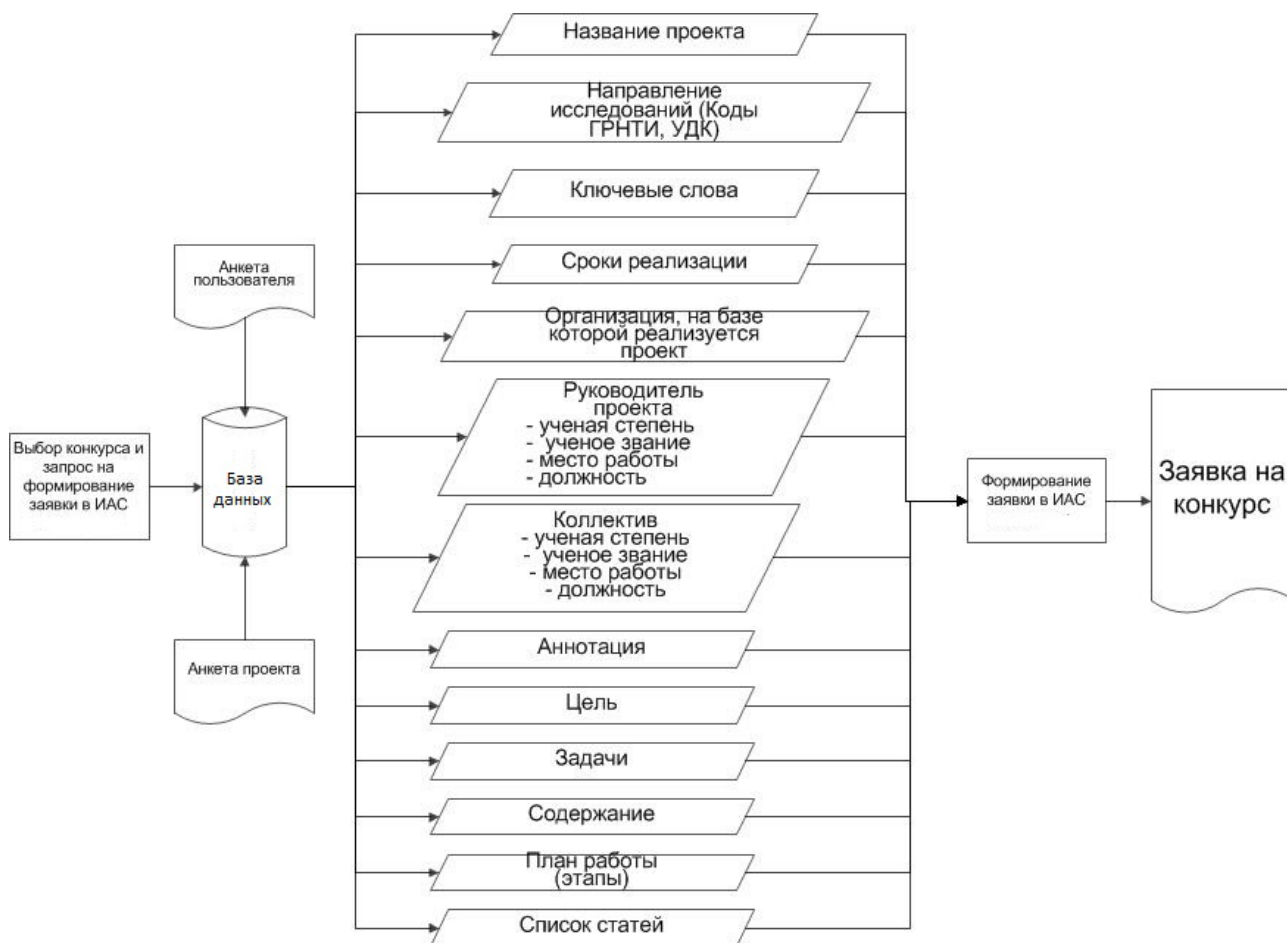 Анкета
пользователя
Выбор конкурса и
запрос на
формирование
заявки в ИАС
База
данных
Анкета проекта
Название проекта
Направление
исследований (Коды
ГРНТИ, УДК)
Ключевые слова
Сроки реализации
Организация, на базе
которой реализуется
проект
Руководитель
проекта
- ученая степень
- ученое звание
- место работы
- должность
Коллектив
- ученая степень
- ученое звание
- место работы
- должность
Аннотация
Цель
Задачи
Содержание
План работы
(этапы)
Список статей
Формирование
заявки в ИАС
Заявка на
конкурс